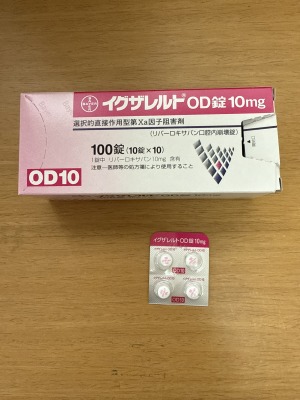 BAYER
イグザレルト® OD錠10mg
選択的直接作用型第Xa因子阻害剤
(リバーロキサバン口腔内崩壊錠)
100錠(10錠×10)
1錠中 リバーロキサバン10mg 含有
注意-医師等の処方箋により使用すること
OD10
イグザレルトOD錠10mg
OD10
OD10